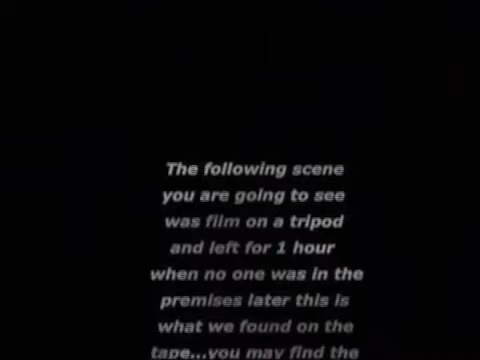 The following scene
you are going to see
was film on a tripod
and left for 1 hour
when no one was in the
premises later this is
what we found on the
tape...you may find the